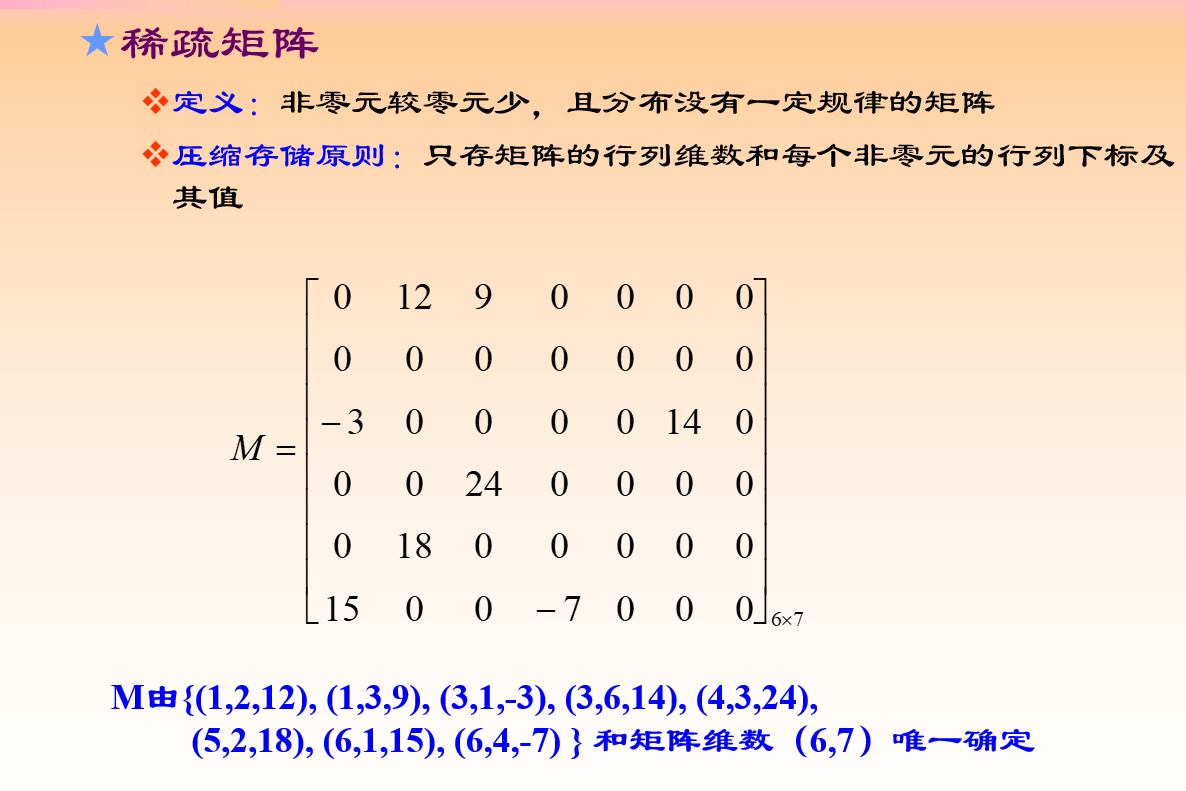 ★稀疏矩阵
❖定义：非零元较零元少，且分布没有一定规律的矩阵
❖压缩存储原则：只存矩阵的行列维数和每个非零元的行列下标及
其值
0 12 9 0 0 0 0
0 0 0 0 0 0 0
−3 0 0 0 0 14 0
M =
0 0 24 0 0 0 0
0 18 0 0 0 0 0
15 0 0 −7 0 0 0
6×7
M由{(1,2,12), (1,3,9), (3,1,-3), (3,6,14), (4,3,24),
(5,2,18), (6,1,15), (6,4,-7) } 和矩阵维数（6,7）唯一确定